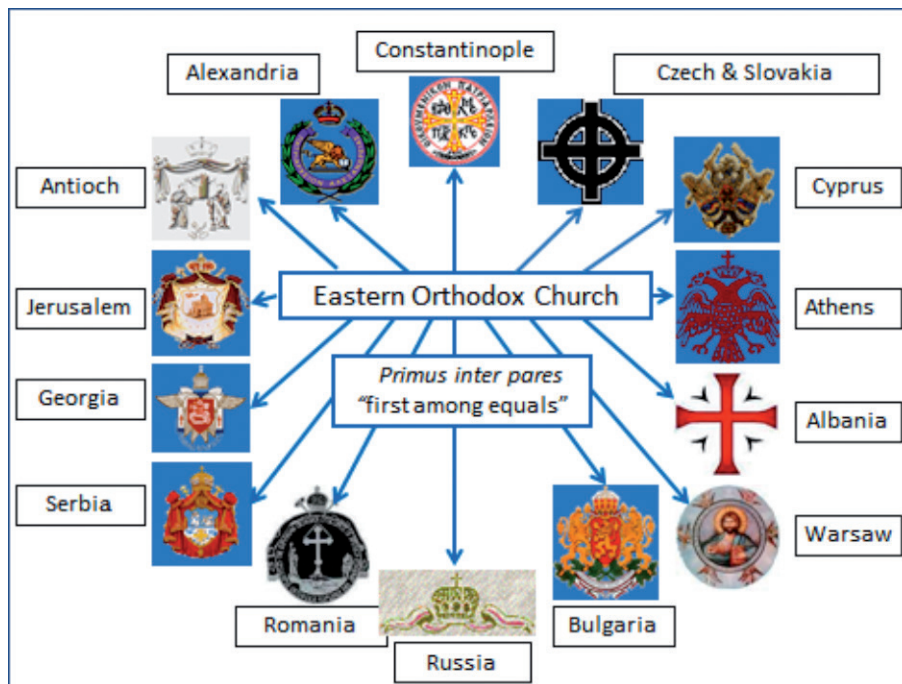 Constantinople
Alexandria
Czech & Slovakia
Antioch
Cyprus
Jerusalem
Eastern Orthodox Church
Athens
Georgia
Primus inter pares
“first among equals”
Albania
Serbia
Warsaw
Romania
Bulgaria
Russia